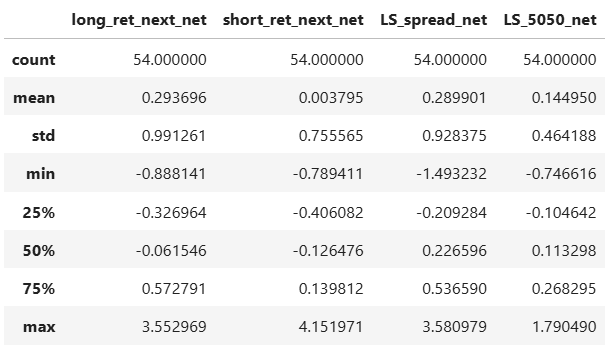 long_ret_next_net short_ret_next_net LS_spread_net LS_5050_net
count 54.000000 54.000000 54.000000 54.000000
mean 0.293696 0.003795 0.289901 0.144950
std 0.991261 0.755565 0.928375 0.464188
min -0.888141 -0.789411 -1.493232 -0.746616
25% -0.326964 -0.406082 -0.209284 -0.104642
50% -0.061546 -0.126476 0.226596 0.113298
75% 0.572791 0.139812 0.536590 0.268295
max 3.552969 4.151971 3.580979 1.790490